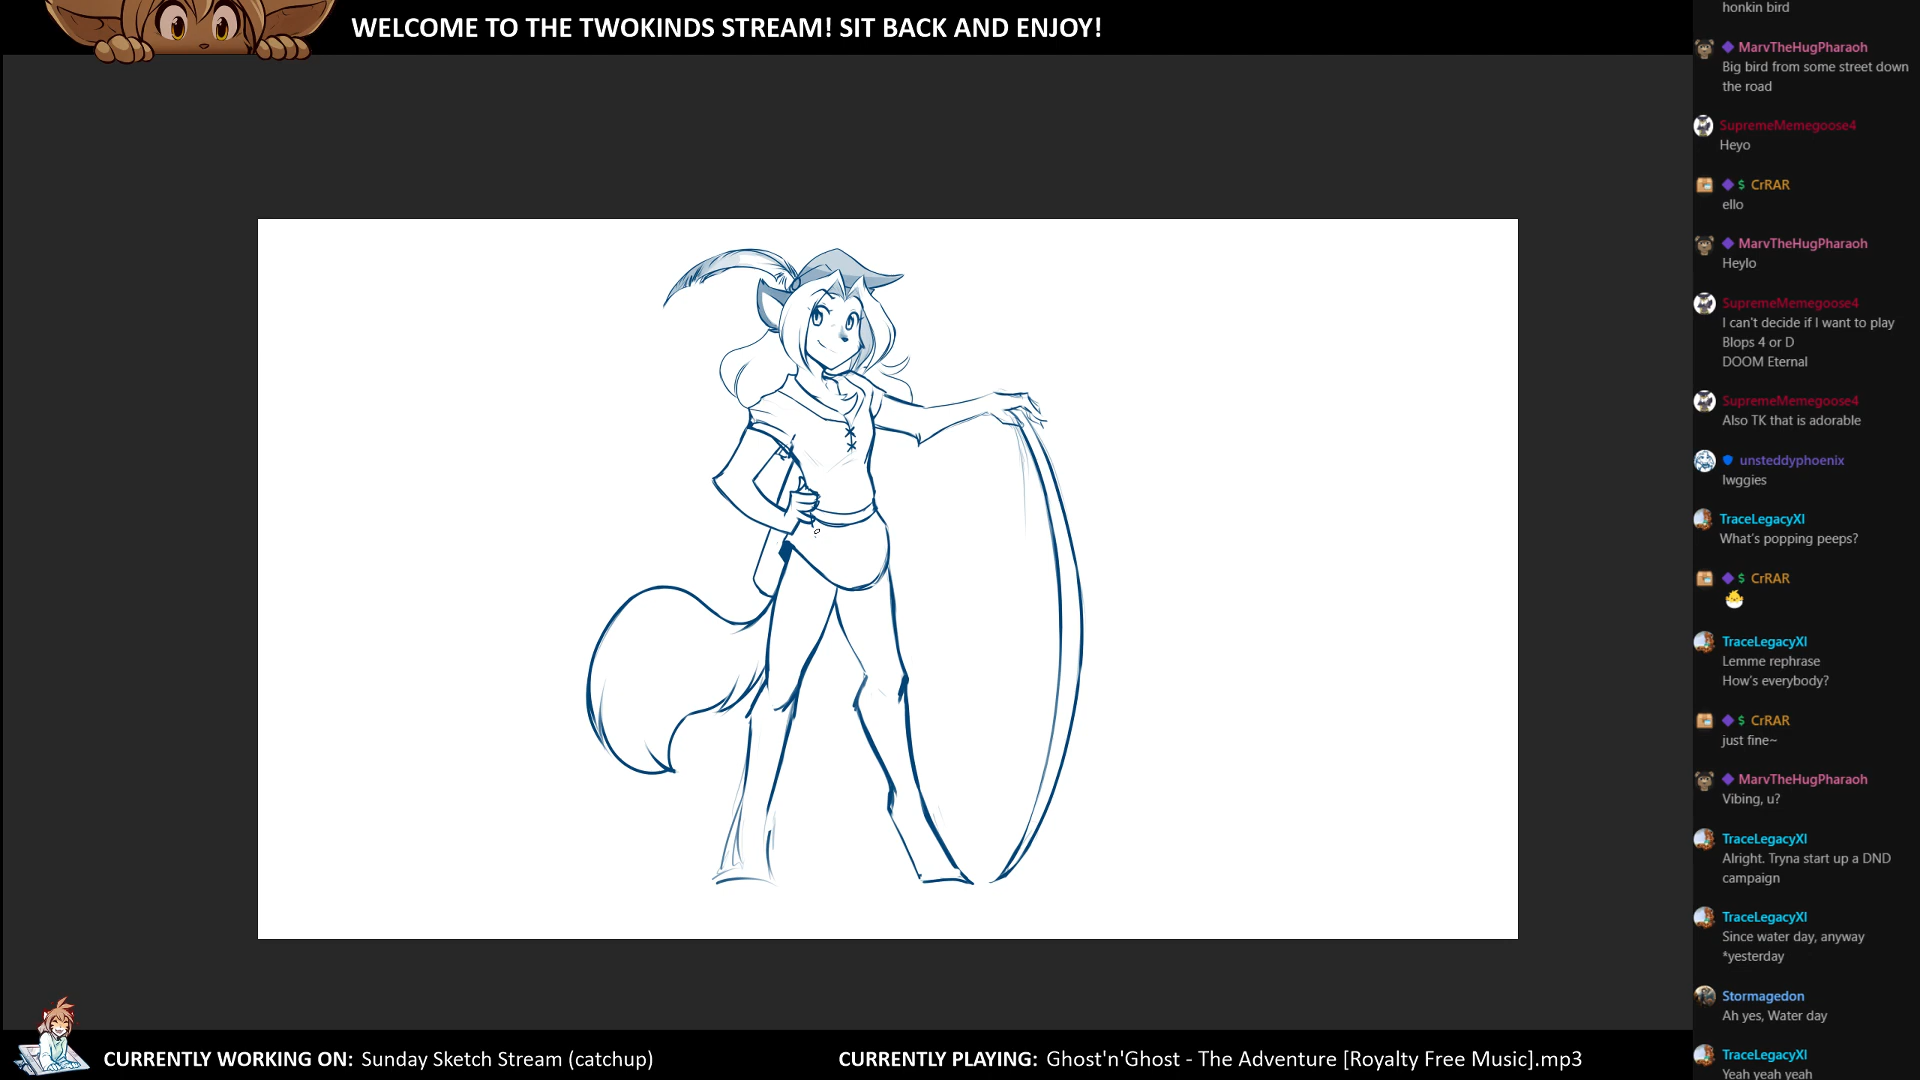 WELCOME TO THE TWOKINDS STREAM! SIT BACK AND ENJOY!
honkin bird
MarvTheHugPharaoh
Big bird from some street down
the road
SupremeMemegoose4
Heyo
$ CrRAR
ello
MarvTheHugPharaoh
Heylo
SupremeMemegoose4
I can't decide if I want to play
Blops 4 or D
DOOM Eternal
SupremeMemegoose4
Also TK that is adorable
unsteddyphoenix
lwggies
TraceLegacyXI
What's popping peeps?
$ CrRAR
TraceLegacyXI
Lemme rephrase
How's everybody?
$ CrRAR
just fine~
MarvTheHugPharaoh
Vibing, u?
TraceLegacyXI
Alright. Tryna start up a DND
campaign
TraceLegacyXI
Since water day, anyway
*yesterday
Stormagedon
Ah yes, Water day
TraceLegacyXI
Yeah yeah yeah
CURRENTLY WORKING ON: Sunday Sketch Stream (catchup)
CURRENTLY PLAYING: Ghost'n'Ghost - The Adventure [Royalty Free Music].mp3